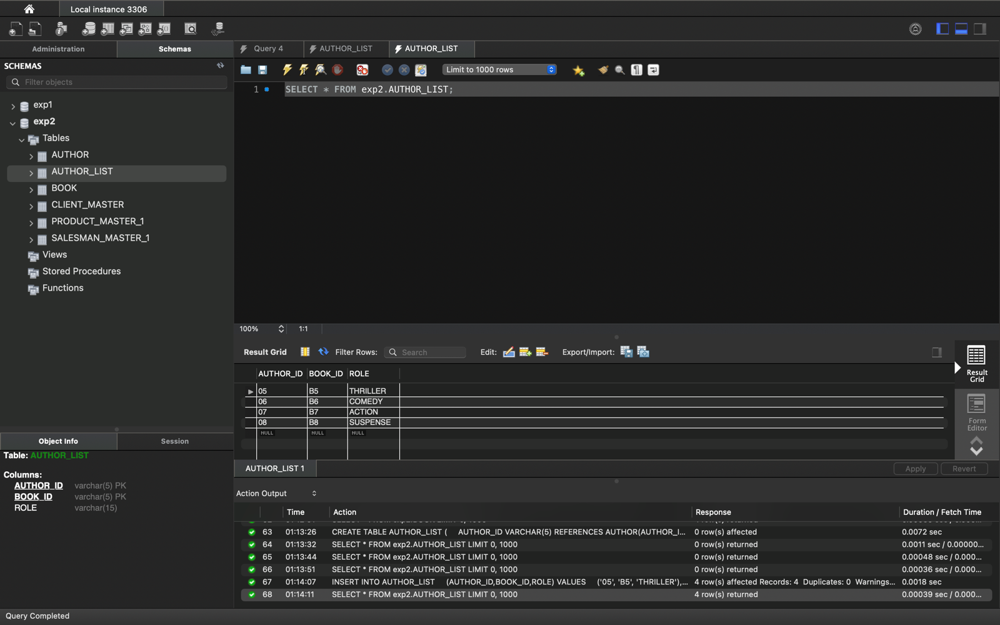 Local instance 3306
Administration
Schemas
Query 4
AUTHOR_LIST
AUTHOR_LIST
SCHEMAS
Filter objects
Limit to 1000 rows
1 SELECT * FROM exp2.AUTHOR_LIST;
exp1
exp2
Tables
AUTHOR
AUTHOR_LIST
BOOK
CLIENT_MASTER
PRODUCT_MASTER_1
SALESMAN_MASTER_1
Views
Stored Procedures
Functions
100% 1:1
Result Grid Filter Rows: Search Edit: Export/Import:
AUTHOR_ID BOOK_ID ROLE
05 B5 THRILLER
06 B6 COMEDY
07 B7 ACTION
08 B8 SUSPENSE
NULL NULL NULL
Result
Grid
Form
Editor
AUTHOR_LIST 1
Apply Revert
Object Info Session
Table: AUTHOR_LIST
Columns:
AUTHOR_ID varchar(5) PK
BOOK_ID varchar(5) PK
ROLE varchar(15)
Action Output
Time Action Response Duration / Fetch Time
63 01:13:26 CREATE TABLE AUTHOR_LIST ( AUTHOR_ID VARCHAR(5) REFERENCES AUTHOR(AUTHOR_I... 0 row(s) affected 0.0072 sec
64 01:13:32 SELECT * FROM exp2.AUTHOR_LIST LIMIT 0, 1000 0 row(s) returned 0.0011 sec / 0.00000...
65 01:13:44 SELECT * FROM exp2.AUTHOR_LIST LIMIT 0, 1000 0 row(s) returned 0.00048 sec / 0.000...
66 01:13:51 SELECT * FROM exp2.AUTHOR_LIST LIMIT 0, 1000 0 row(s) returned 0.00036 sec / 0.000...
67 01:14:07 INSERT INTO AUTHOR_LIST (AUTHOR_ID,BOOK_ID,ROLE) VALUES ('05', 'B5', 'THRILLER'),... 4 row(s) affected Records: 4 Duplicates: 0 Warnings... 0.0018 sec
68 01:14:11 SELECT * FROM exp2.AUTHOR_LIST LIMIT 0, 1000 4 row(s) returned 0.00039 sec / 0.000...
Query Completed